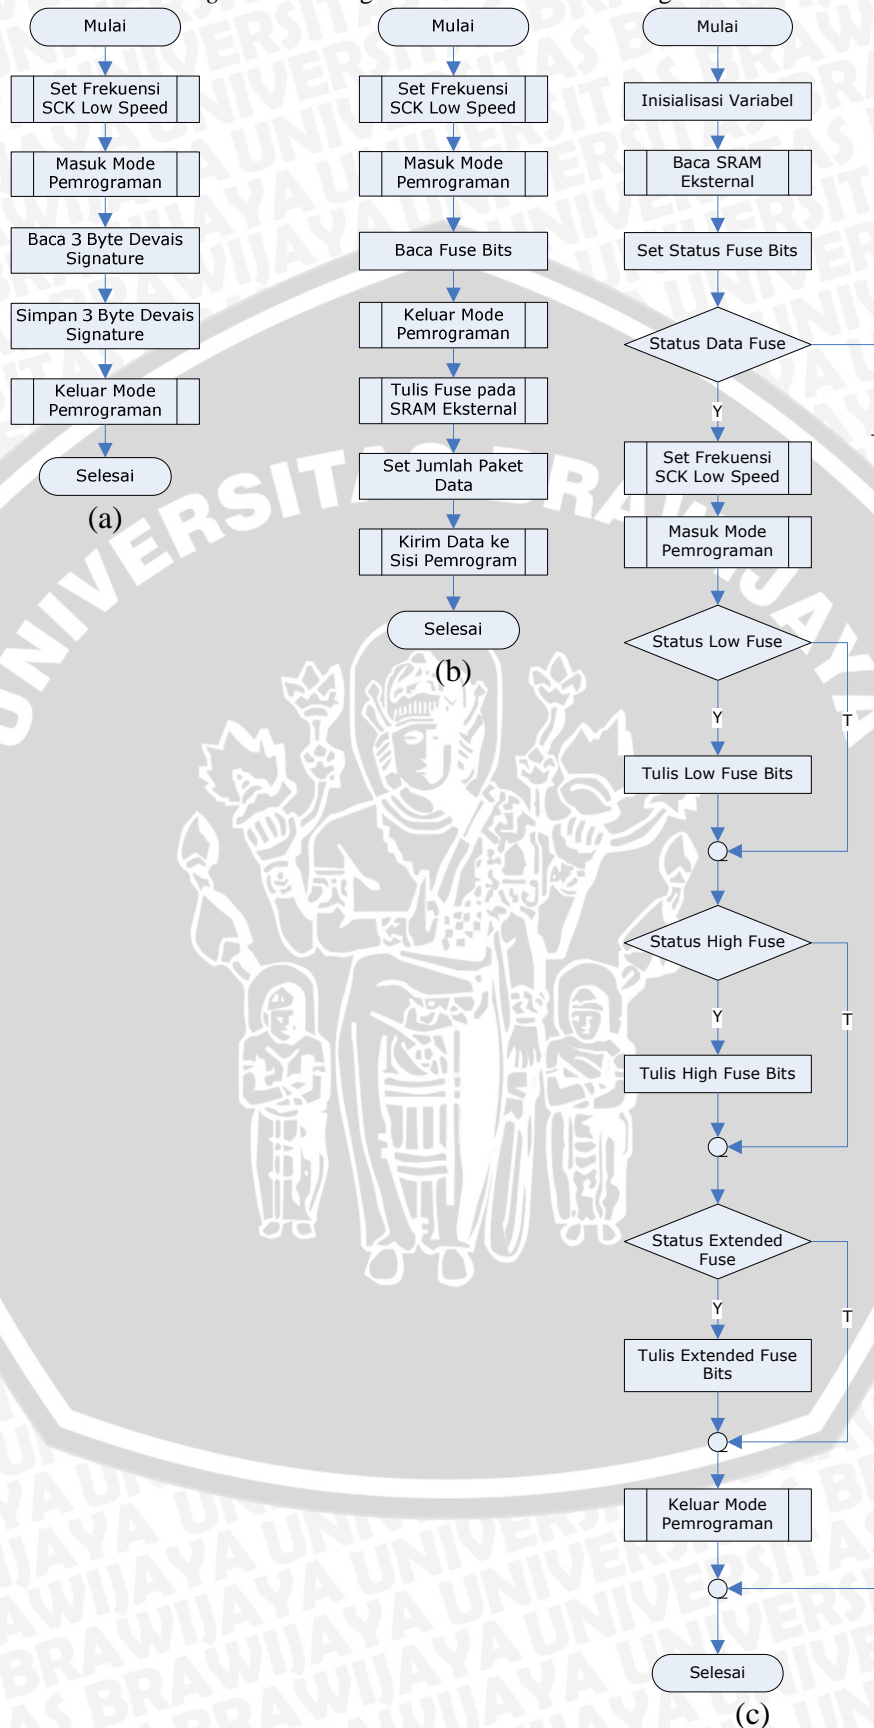 Mulai
Set Frekuensi
SCK Low Speed
Masuk Mode
Pemrograman
Baca 3 Byte Devais
Signature
Simpan 3 Byte Devais
Signature
Keluar Mode
Pemrograman
Selesai
(a)
Mulai
Set Frekuensi
SCK Low Speed
Masuk Mode
Pemrograman
Baca Fuse Bits
Keluar Mode
Pemrograman
Tulis Fuse pada
SRAM Eksternal
Set Jumlah Paket
Data
Kirim Data ke
Sisi Pemrogram
Selesai
(b)
Mulai
Inisialisasi Variabel
Baca SRAM
Eksternal
Set Status Fuse Bits
Status Data Fuse
Y
Set Frekuensi
SCK Low Speed
Masuk Mode
Pemrograman
Status Low Fuse
Y
T
Tulis Low Fuse Bits
Status High Fuse
Y
T
Tulis High Fuse Bits
Status Extended
Fuse
Y
T
Tulis Extended Fuse
Bits
Keluar Mode
Pemrograman
Selesai
(c)
UNIVERSITAS BRAWIJAYA